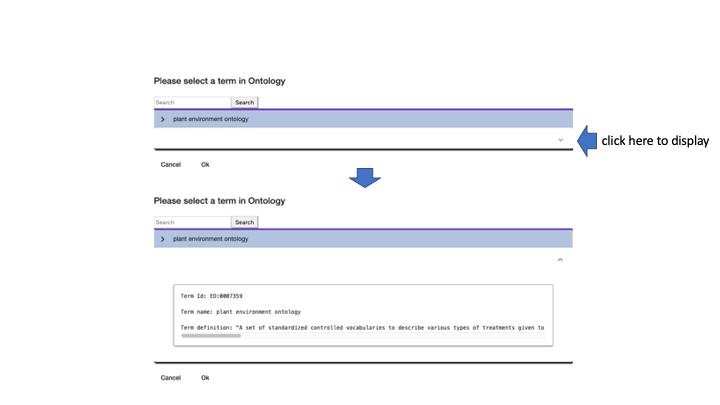 Please select a term in Ontology
Search Search
plant environment ontology
click here to display
Cancel Ok
Please select a term in Ontology
Search Search
plant environment ontology
Term Id: EO:0007359
Term name: plant environment ontology
Term definition: "A set of standardized controlled vocabularies to describe various types of treatments given to
Cancel Ok